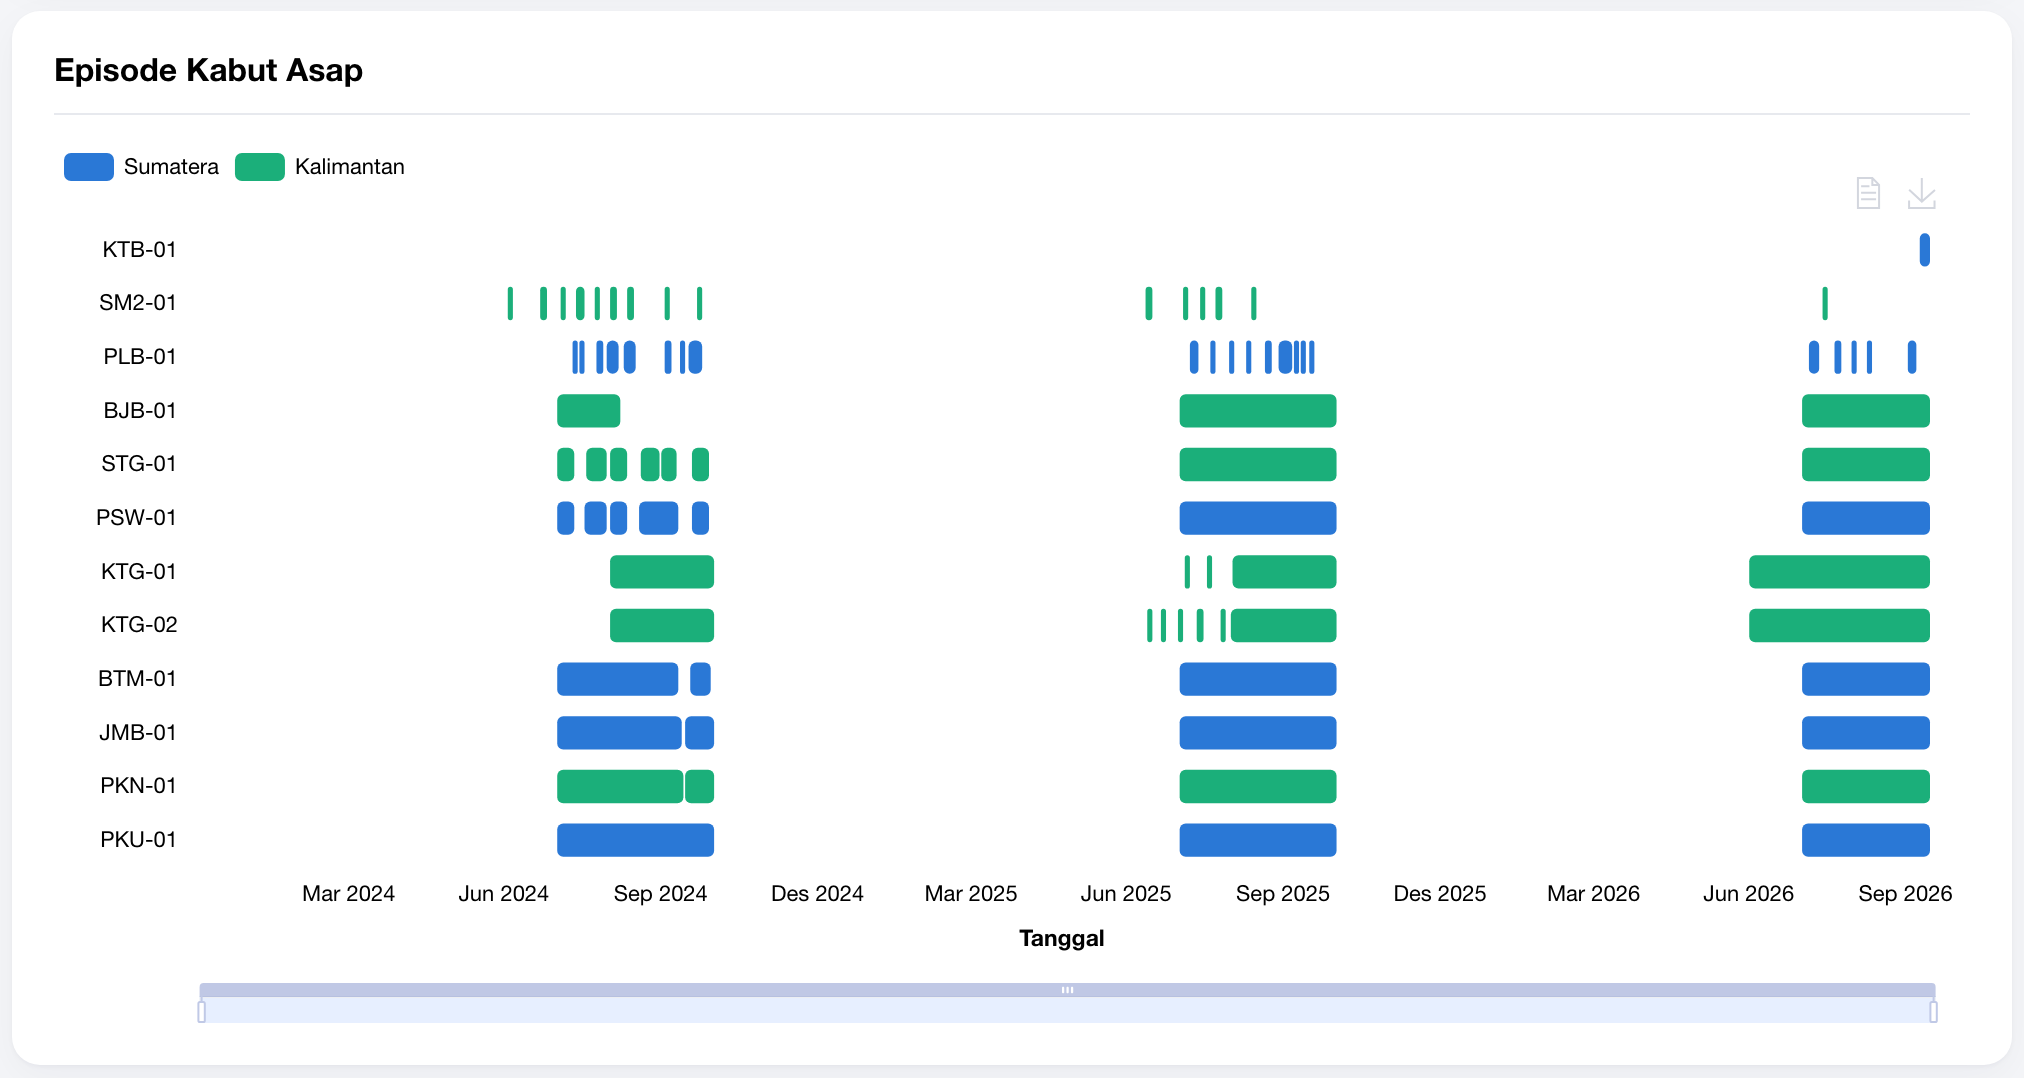 Episode Kabut Asap
Sumatera Kalimantan
KTB-01
SM2-01
PLB-01
BJB-01
STG-01
PSW-01
KTG-01
KTG-02
BTM-01
JMB-01
PKN-01
PKU-01
Mar 2024 Jun 2024 Sep 2024 Des 2024 Mar 2025 Jun 2025 Sep 2025 Des 2025 Mar 2026 Jun 2026 Sep 2026
Tanggal